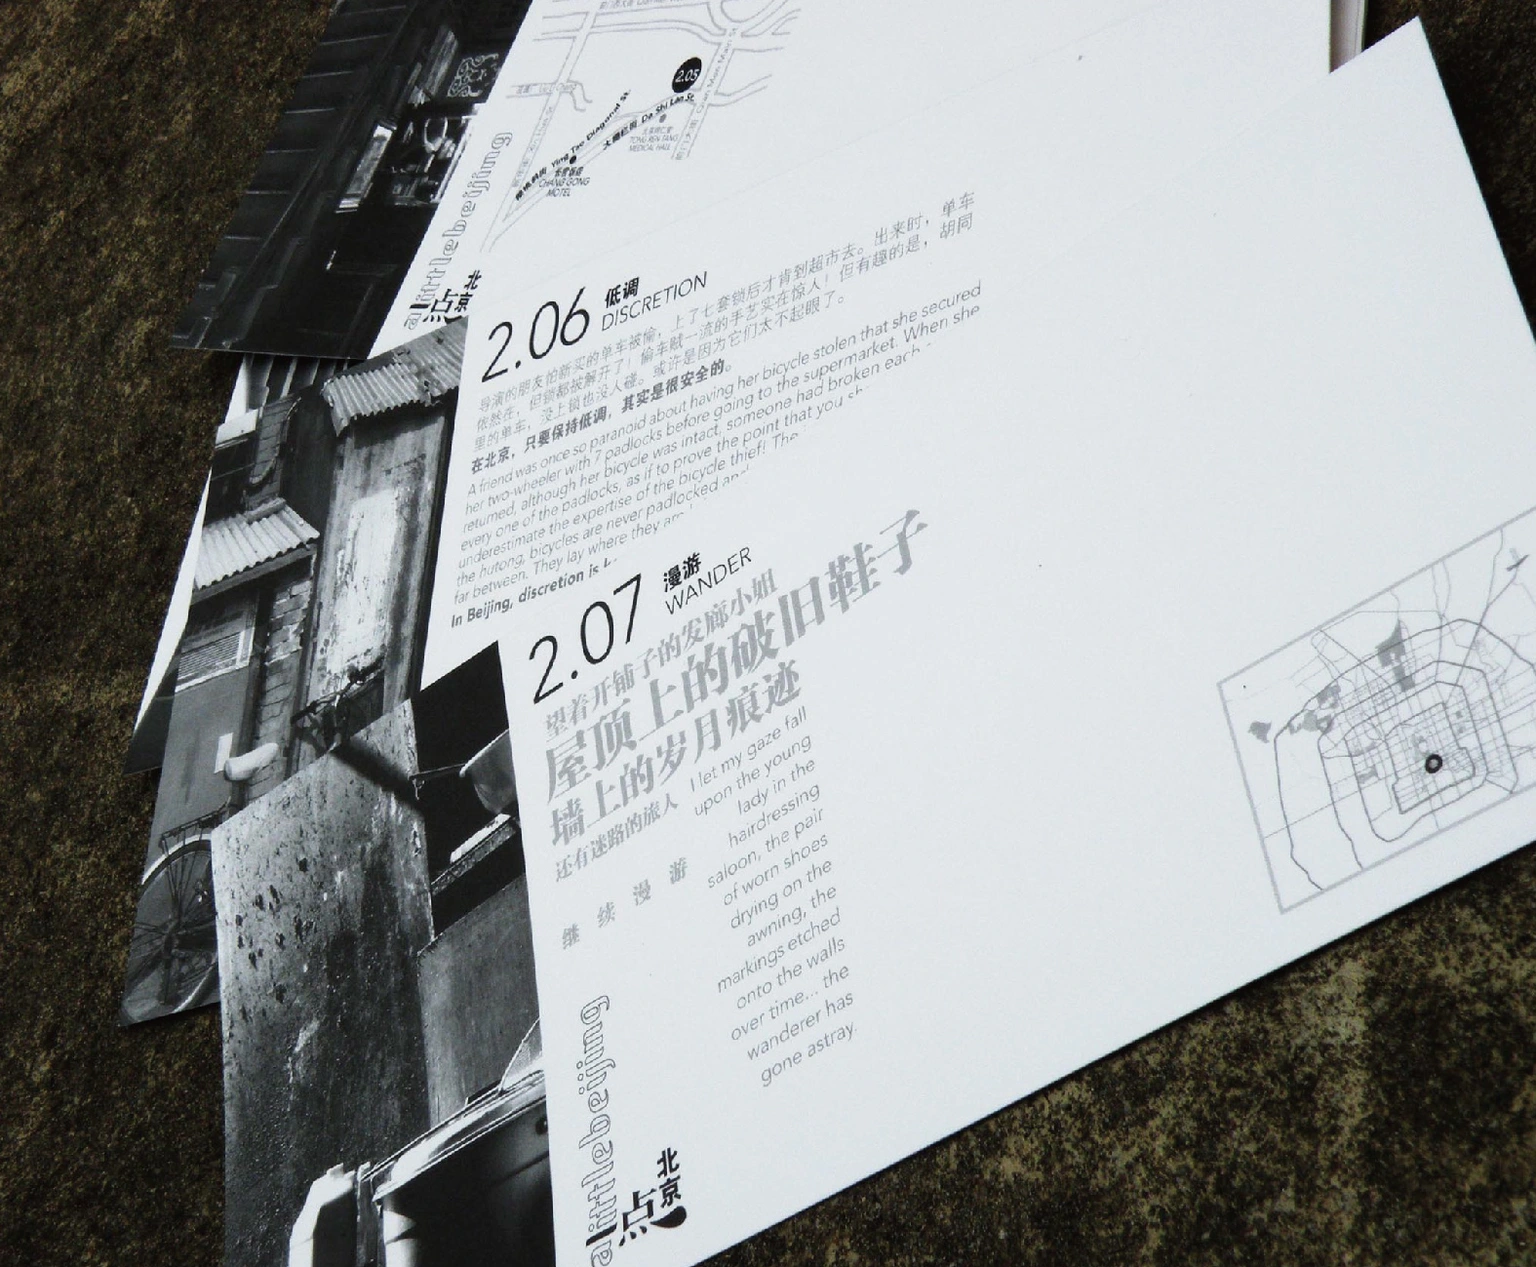 2.05
Ying Tao Diagonal St.
大栅栏街 Da Shi Lan St.
Qian Men Main St.
TONG REN TANG
MEDICAL HALL
CHANG GONG
MOTEL
alittlebeijing
北京
点
2.06
低调
DISCRETION
导演的朋友怕新买的单车被偷，上了七套锁后才肯到超市去。出来时，单车
依然在，但锁都被解开了，偷车贼一流的手艺实在惊人！但有趣的是，胡同
里的单车，没上锁也没人碰。或许是因为它们太不起眼了。
在北京，只要保持低调，其实是很安全的。
A friend was once so paranoid about having her bicycle stolen that she secured
her two-wheeler with 7 padlocks before going to the supermarket. When she
returned, although her bicycle was intact, someone had broken each
every one of the padlocks, as if to prove the point that you
underestimate the expertise of the bicycle thief!
the hutong, bicycles are never padlocked
far between. They lay where they
In Beijing, discretion is
2.07
漫游
WANDER
望着开铺子的发廊小姐
屋顶上的破旧鞋子
墙上的岁月痕迹
还有迷路的旅人
继续漫游
I let my gaze fall
upon the young
lady in the
hairdressing
saloon, the pair
of worn shoes
drying on the
awning, the
markings etched
onto the walls
over time... the
wanderer has
gone astray.
alittlebeijing
北京
点